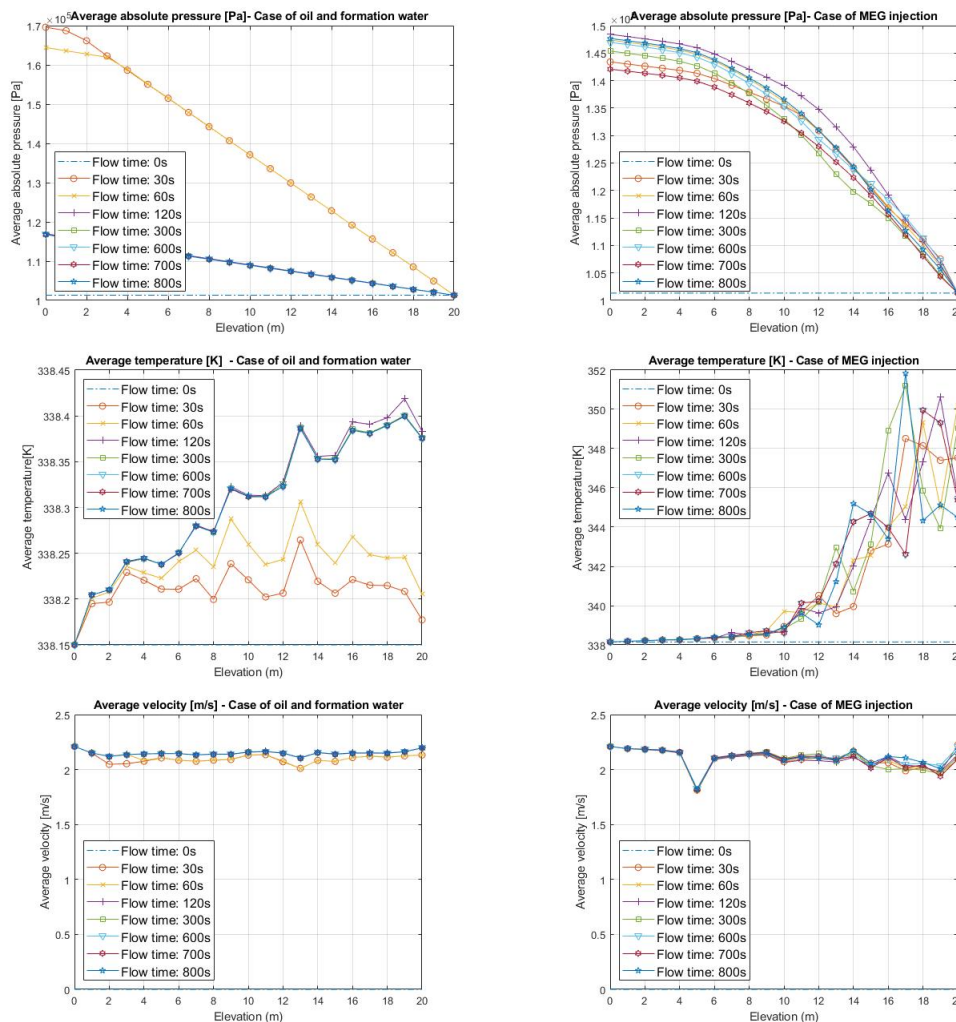 ×10⁵
Average absolute pressure [Pa]- Case of oil and formation water
Average absolute pressure [Pa]
1.7
1.6
1.5
1.4
1.3
1.2
1.1
1
Flow time: 0s
Flow time: 30s
Flow time: 60s
Flow time: 120s
Flow time: 300s
Flow time: 600s
Flow time: 700s
Flow time: 800s
0 2 4 6 8 10 12 14 16 18 20
Elevation (m)
Average absolute pressure [Pa]- Case of MEG injection
Average absolute pressure [Pa]
1.5
1.45
1.4
1.35
1.3
1.25
1.2
1.15
1.1
1.05
1
Flow time: 0s
Flow time: 30s
Flow time: 60s
Flow time: 120s
Flow time: 300s
Flow time: 600s
Flow time: 700s
Flow time: 800s
0 2 4 6 8 10 12 14 16 18
Elevation (m)
Average temperature [K] - Case of oil and formation water
Average temperature[K]
338.45
338.4
338.35
338.3
338.25
338.2
338.15
Flow time: 0s
Flow time: 30s
Flow time: 60s
Flow time: 120s
Flow time: 300s
Flow time: 600s
Flow time: 700s
Flow time: 800s
0 2 4 6 8 10 12 14 16 18 20
Elevation (m)
Average temperature [K] - Case of MEG injection
Average temperature[K]
352
350
348
346
344
342
340
338
Flow time: 0s
Flow time: 30s
Flow time: 60s
Flow time: 120s
Flow time: 300s
Flow time: 600s
Flow time: 700s
Flow time: 800s
0 2 4 6 8 10 12 14 16 18
Elevation (m)
Average velocity [m/s] - Case of oil and formation water
Average velocity [m/s]
2.5
2
1.5
1
0.5
0
Flow time: 0s
Flow time: 30s
Flow time: 60s
Flow time: 120s
Flow time: 300s
Flow time: 600s
Flow time: 700s
Flow time: 800s
0 2 4 6 8 10 12 14 16 18 20
Elevation (m)
Average velocity [m/s] - Case of MEG injection
Average velocity [m/s]
2.5
2
1.5
1
0.5
0
Flow time: 0s
Flow time: 30s
Flow time: 60s
Flow time: 120s
Flow time: 300s
Flow time: 600s
Flow time: 700s
Flow time: 800s
0 2 4 6 8 10 12 14 16 18
Elevation (m)